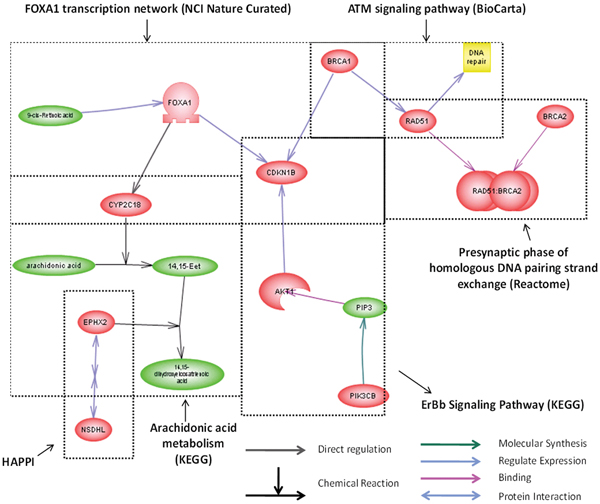 FOXA1 transcription network (NCI Nature Curated)
ATM signaling pathway (BioCarta)
BRCA1
DNA
repair
FOXA1
9-cis-Retinoic acid
RAD51
BRCA2
CDKN1B
RAD51:BRCA2
CYP2C18
Presynaptic phase of
homologous DNA pairing strand
exchange (Reactome)
arachidonic acid
14,15-Eet
AKT1
PIP3
EPHX2
14,15-
dihydroxyicosatrienoic
acid
PIK3CB
NSDHL
HAPPI
Arachidonic acid
metabolism
(KEGG)
ErBb Signaling Pathway (KEGG)
Direct regulation
Chemical Reaction
Molecular Synthesis
Regulate Expression
Binding
Protein Interaction